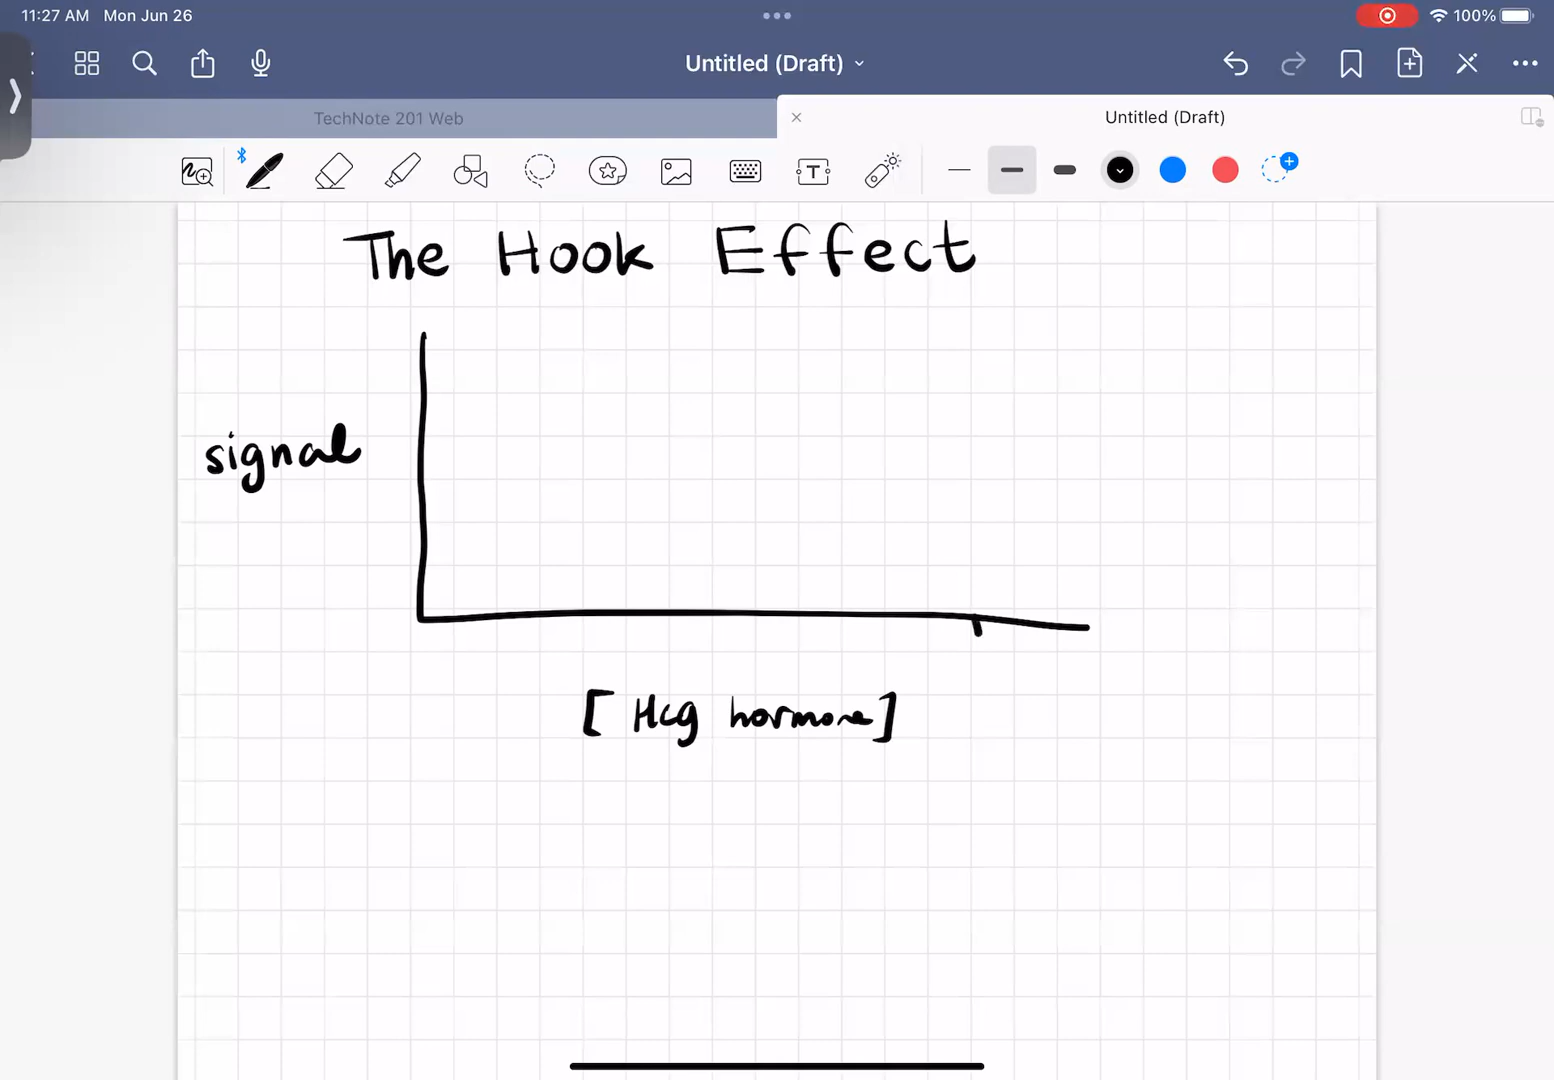 11:27 AM Mon Jun 26
100%
Untitled (Draft)
TechNote 201 Web
Untitled (Draft)
T
The Hook Effect
signal
[Hcg hormone]